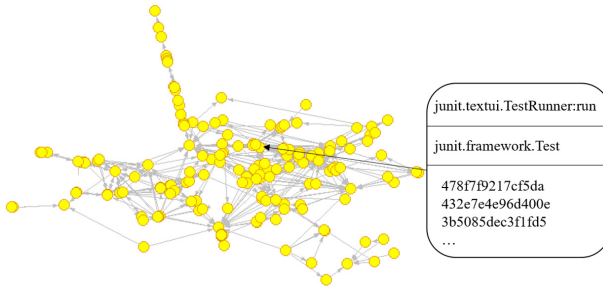 junit.textui.TestRunner:run
junit.framework.Test
478f7f9217cf5da
432e7e4e96d400e
3b5085dec3f1fd5
…